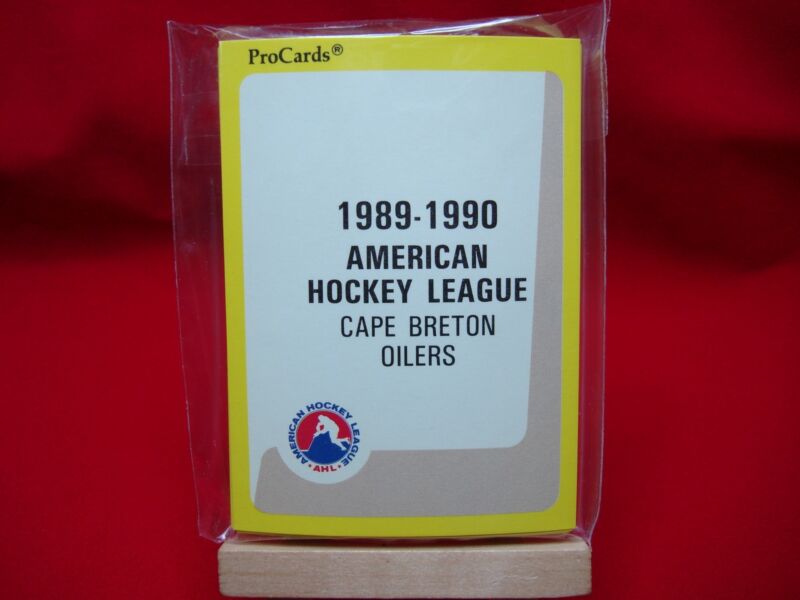 ProCards®
1989-1990
AMERICAN
HOCKEY LEAGUE
CAPE BRETON
OILERS
AMERICAN HOCKEY LEAGUE
• AHL •